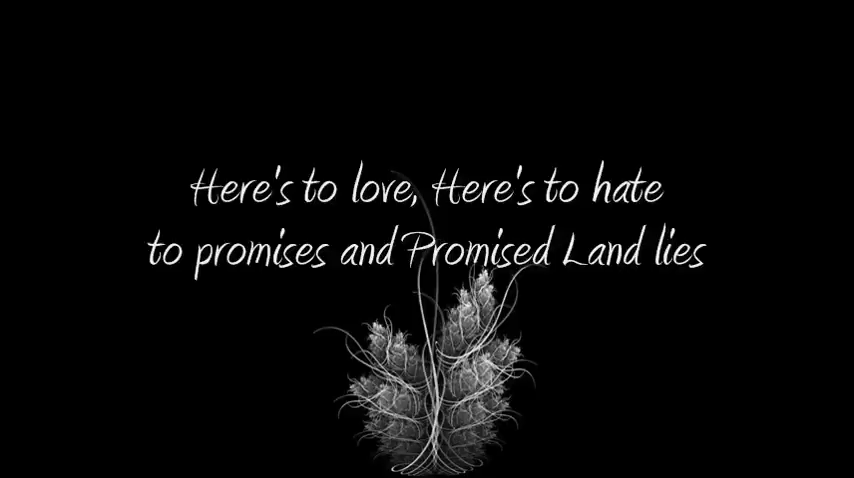 Here's to love, Here's to hate
to promises and Promised Land lies